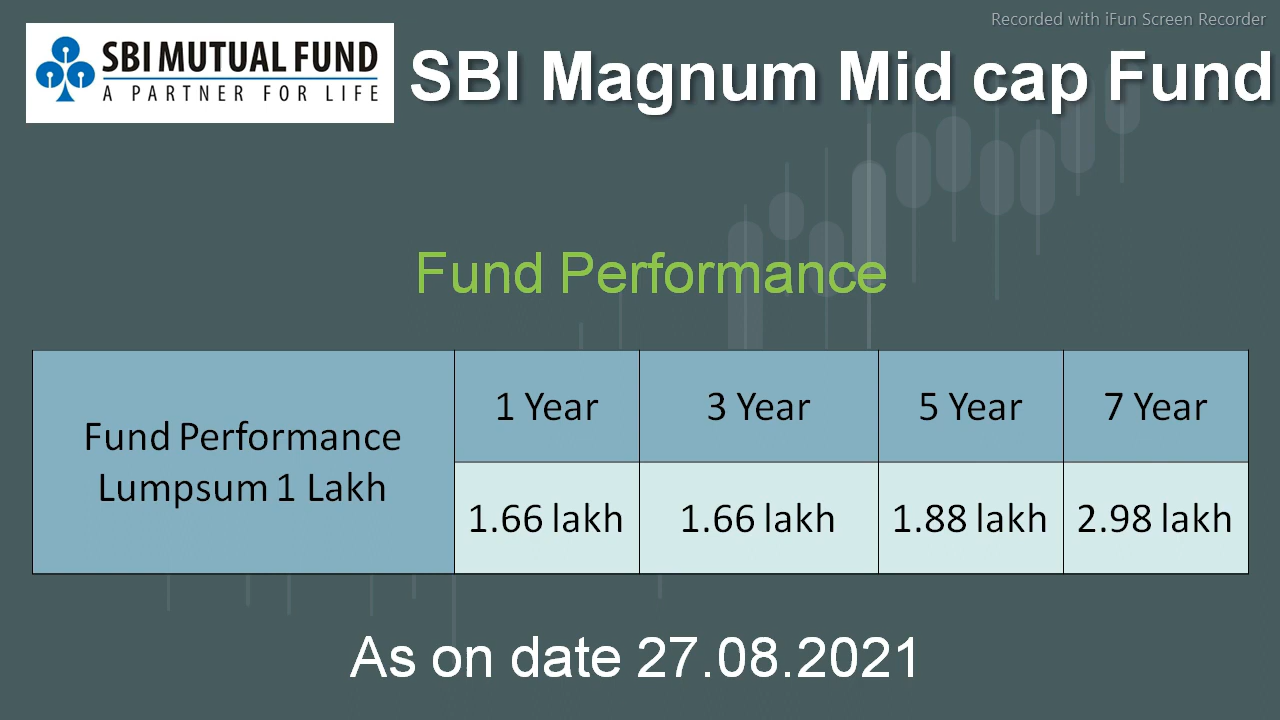 Recorded with iFun Screen Recorder
SBI MUTUAL FUND
A PARTNER FOR LIFE
SBI Magnum Mid cap Fund
Fund Performance
Fund Performance
Lumpsum 1 Lakh
1 Year 3 Year 5 Year 7 Year
1.66 lakh 1.66 lakh 1.88 lakh 2.98 lakh
As on date 27.08.2021